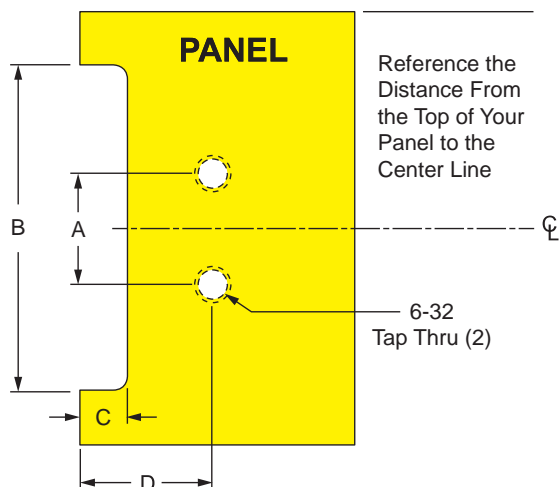 PANEL
Reference the
Distance From
the Top of Your
Panel to the
Center Line
B
A
℄
6-32
Tap Thru (2)
C
D